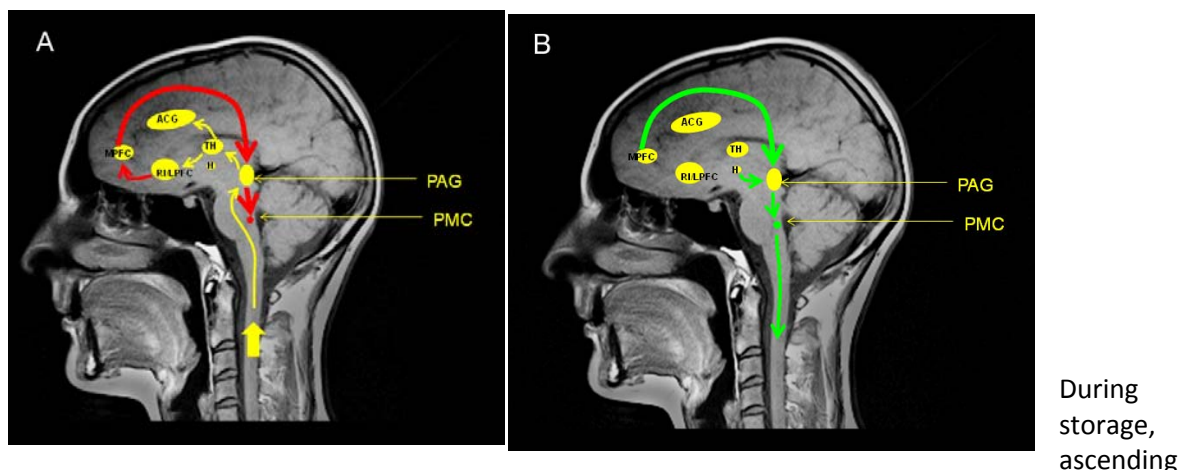 A
ACG
TH
MPFC
RI/LPFC
H
PAG
PMC
B
ACG
TH
MPFC
RI/LPFC
H
PAG
PMC
During
storage,
ascending